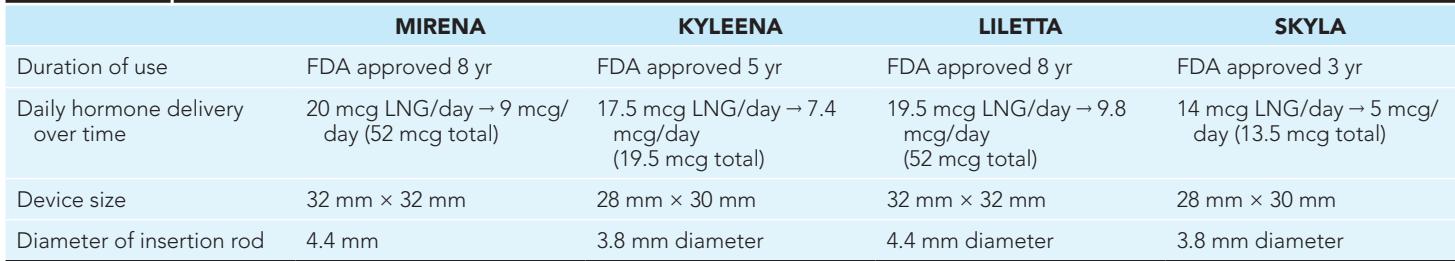 MIRENA KYLEENA LILETTA SKYLA
Duration of use FDA approved 8 yr FDA approved 5 yr FDA approved 8 yr FDA approved 3 yr
Daily hormone delivery 20 mcg LNG/day → 9 mcg/ 17.5 mcg LNG/day → 7.4 19.5 mcg LNG/day → 9.8 14 mcg LNG/day → 5 mcg/
over time day (52 mcg total) mcg/day mcg/day day (13.5 mcg total)
(19.5 mcg total) (52 mcg total)
Device size 32 mm × 32 mm 28 mm × 30 mm 32 mm × 32 mm 28 mm × 30 mm
Diameter of insertion rod 4.4 mm 3.8 mm diameter 4.4 mm diameter 3.8 mm diameter